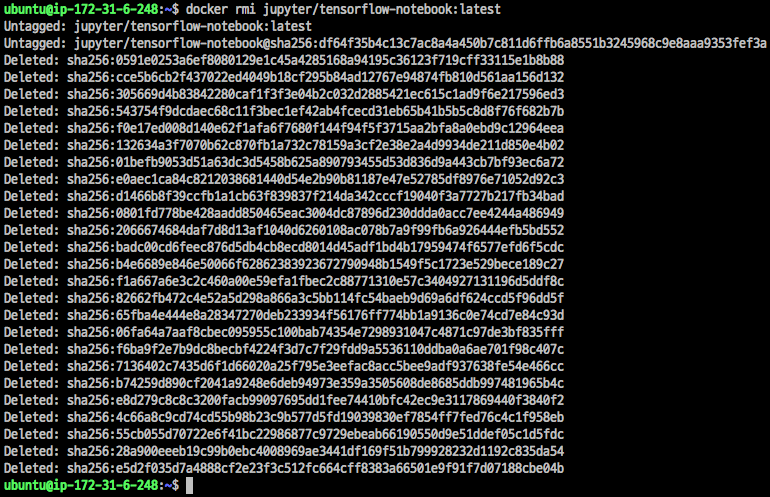 ubuntu@ip-172-31-6-248:~$ docker rmi jupyter/tensorflow-notebook:latest
Untagged: jupyter/tensorflow-notebook:latest
Untagged: jupyter/tensorflow-notebook@sha256:df64f35b4c13c7ac8a4a450b7c811d6ffb6a8551b3245968c9e8aaa9353fef3a
Deleted: sha256:0591e0253a6ef8080129e1c45a4285168a94195c36123f719cff33115e1b8b88
Deleted: sha256:cce5b6cb2f437022ed4049b18cf295b84ad12767e94874fb810d561aa156d132
Deleted: sha256:305669d4b83842280caf1f3f3e04b2c032d2885421ec615c1ad9f6e217596ed3
Deleted: sha256:543754f9dcdaec68c11f3bec1ef42ab4fcecd31eb65b41b5b5c8d8f76f682b7b
Deleted: sha256:f0e17ed008d140e62f1afa6f7680f144f94f5f3715aa2bfa8a0ebd9c12964eea
Deleted: sha256:132634a3f7070b62c870fb1a732c78159a3cf2e38e2a4d9934de211d850e4b02
Deleted: sha256:01befb9053d51a63dc3d5458b625a890793455d53d836d9a443cb7bf93ec6a72
Deleted: sha256:e0aec1ca84c8212038681440d54e2b90b81187e47e52785df8976e71052d92c3
Deleted: sha256:d1466b8f39ccfb1a1cb63f839837f214da342cccf19040f3a7727b217fb34bad
Deleted: sha256:0801fd778be428aadd850465eac3004dc87896d230ddda0acc7ee4244a486949
Deleted: sha256:2066674684daf7d8d13af1040d6260108ac078b7a9f99fb6a926444efb5bd552
Deleted: sha256:badc00cd6feec876d5db4cb8ecd8014d45adf1bd4b17959474f6577efd6f5cdc
Deleted: sha256:b4e6689e846e50066f62862383923672790948b1549f5c1723e529bece189c27
Deleted: sha256:f1a667a6e3c2c460a00e59efa1fbec2c88771310e57c3404927131196d5ddf8c
Deleted: sha256:82662fb472c4e52a5d298a866a3c5bb114fc54baeb9d69a6df624ccd5f96dd5f
Deleted: sha256:65fba4e444e8a28347270deb233934f56176ff774bb1a9136c0e74cd7e84c93d
Deleted: sha256:06fa64a7aaf8cbec095955c100bab74354e7298931047c4871c97de3bf835fff
Deleted: sha256:f6ba9f2e7b9dc8becbf4224f3d7c7f29fdd9a5536110ddba0a6ae701f98c407c
Deleted: sha256:7136402c7435d6f1d66020a25f795e3eefac8acc5bee9adf937638fe54e466cc
Deleted: sha256:b74259d890cf2041a9248e6deb94973e359a3505608de8685ddb997481965b4c
Deleted: sha256:e8d279c8c8c3200facb99097695dd1fee74410bfc42ec9e3117869440f3840f2
Deleted: sha256:4c66a8c9cd74cd55b98b23c9b577d5fd19039830ef7854ff7fed76c4c1f958eb
Deleted: sha256:55cb055d70722e6f41bc22986877c9729ebeab66190550d9e51ddef05c1d5fdc
Deleted: sha256:28a900eeeb19c99b0ebc4008969ae3441df169f51b799928232d1192c835da54
Deleted: sha256:e5d2f035d7a4888cf2e23f3c512fc664cff8383a66501e9f91f7d07188cbe04b
ubuntu@ip-172-31-6-248:~$